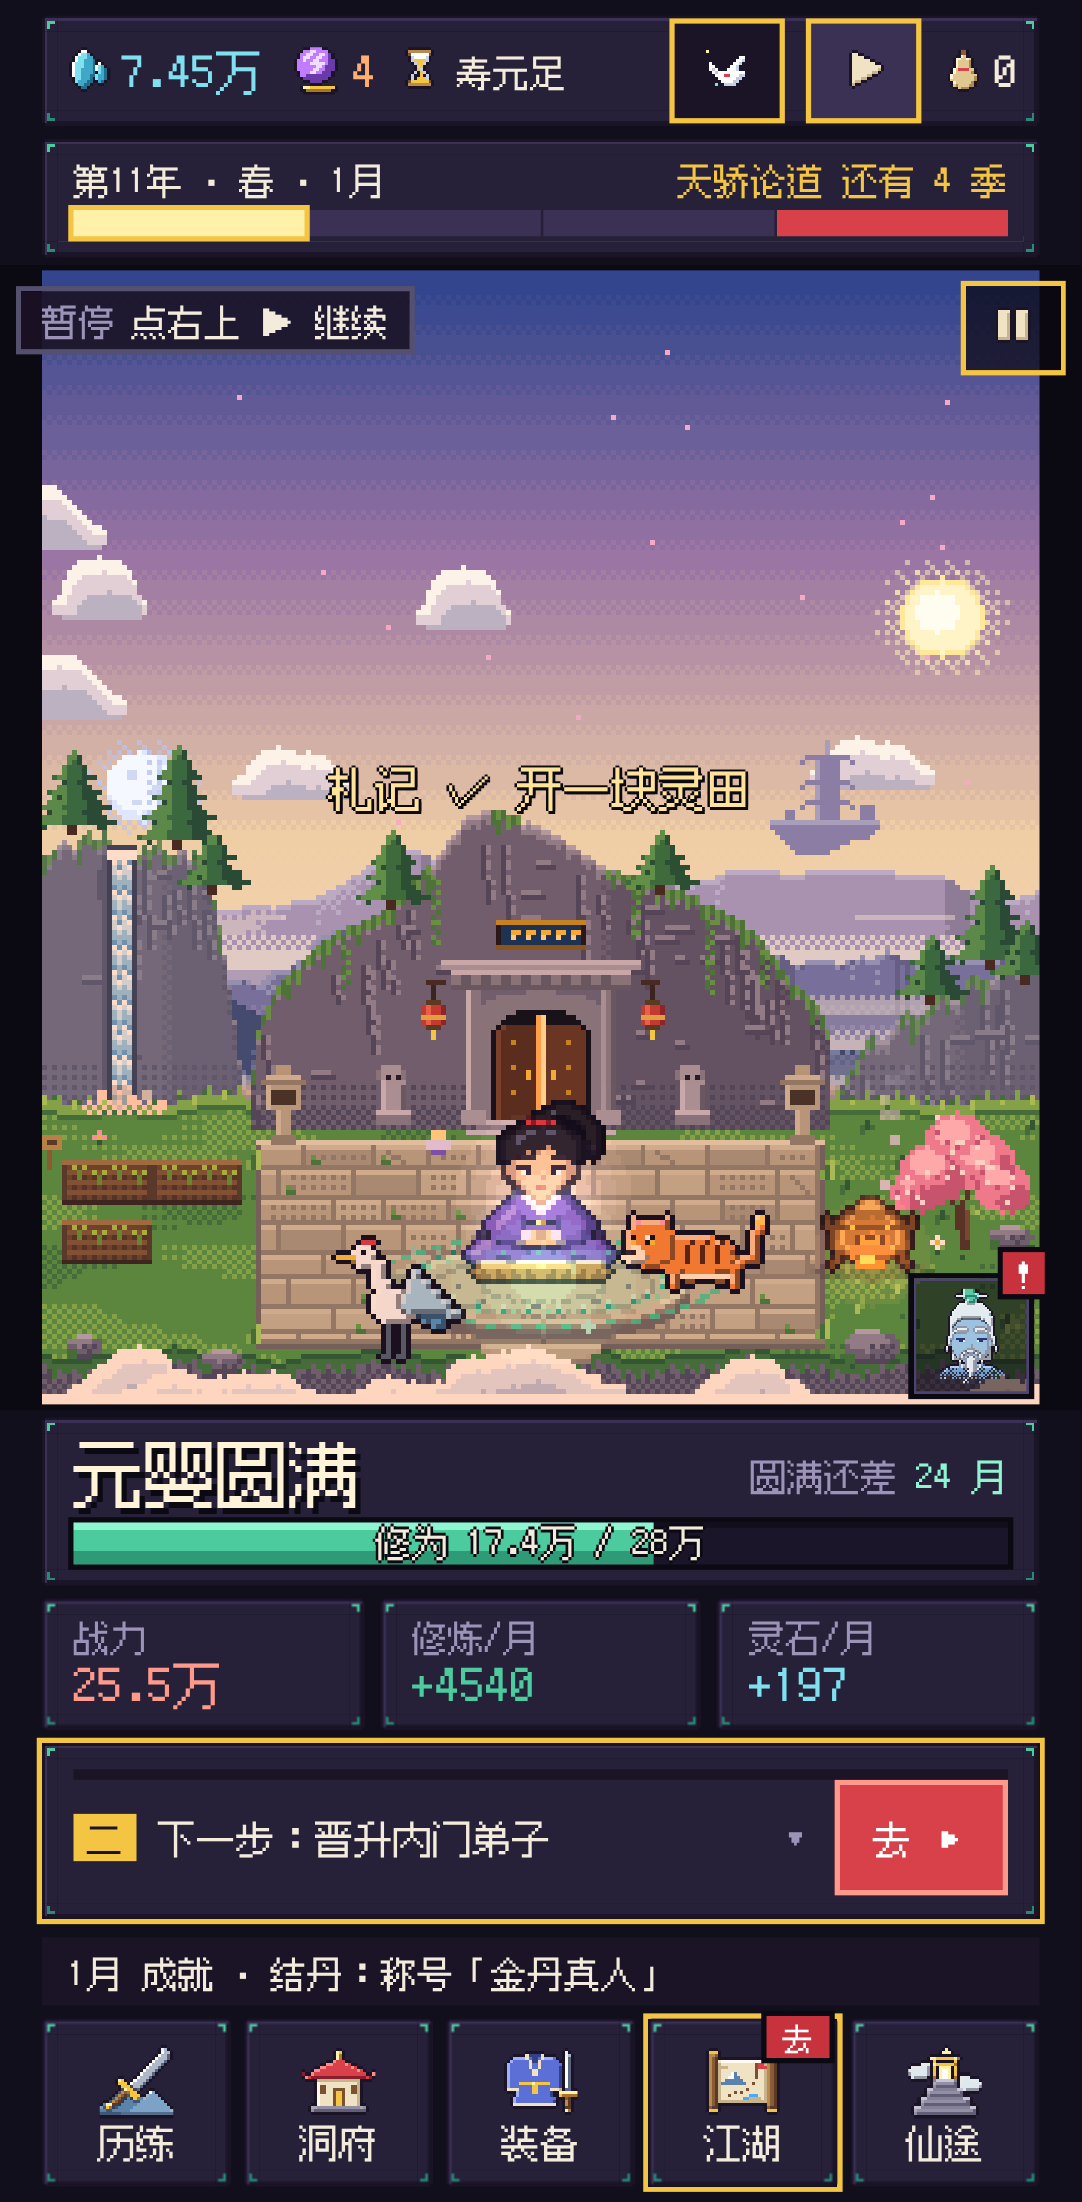 7.45万 4 寿元足 0
第11年 · 春 · 1月 天骄论道 还有 4 季
暂停 点右上 ▶ 继续
札记 ✓ 开一块灵田
!
元婴圆满 圆满还差 24 月
修为 17.4万 / 28万
战力 修炼/月 灵石/月
25.5万 +4540 +197
二 下一步：晋升内门弟子 ▼ 去 ▶
1月 成就 · 结丹：称号「金丹真人」
去
历练 洞府 装备 江湖 仙途